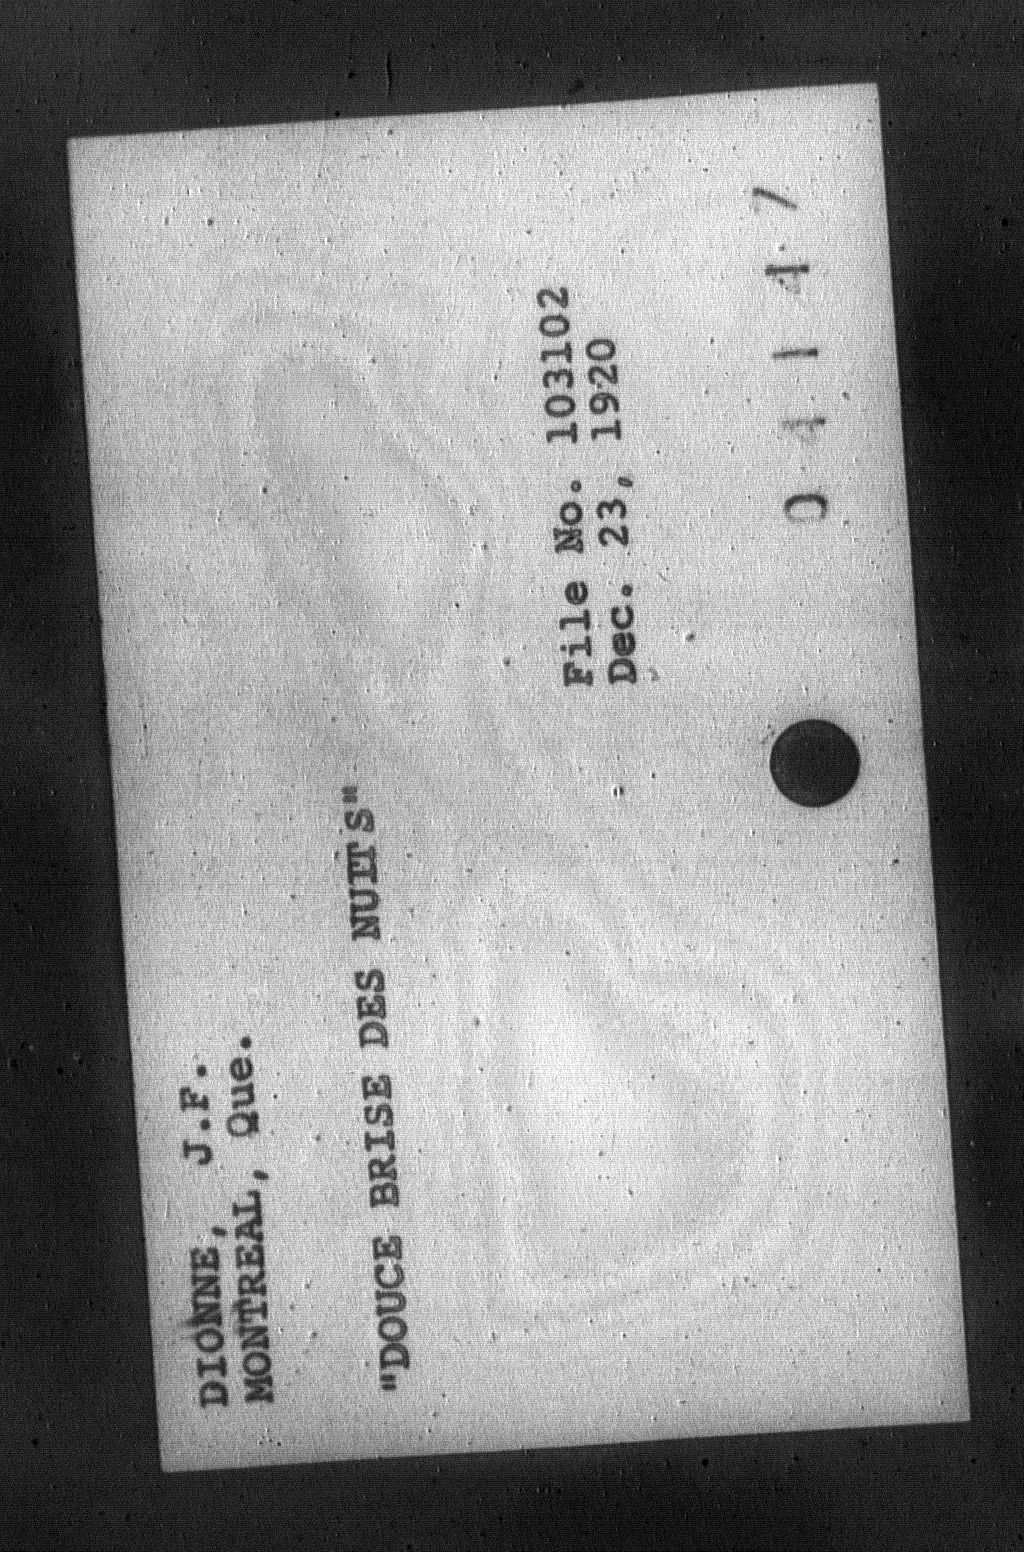 DIONNE, J.F.
MONTREAL, Que.
"DOUCE BRISE DES NUITS"
File No. 103102
Dec. 23, 1920
04147